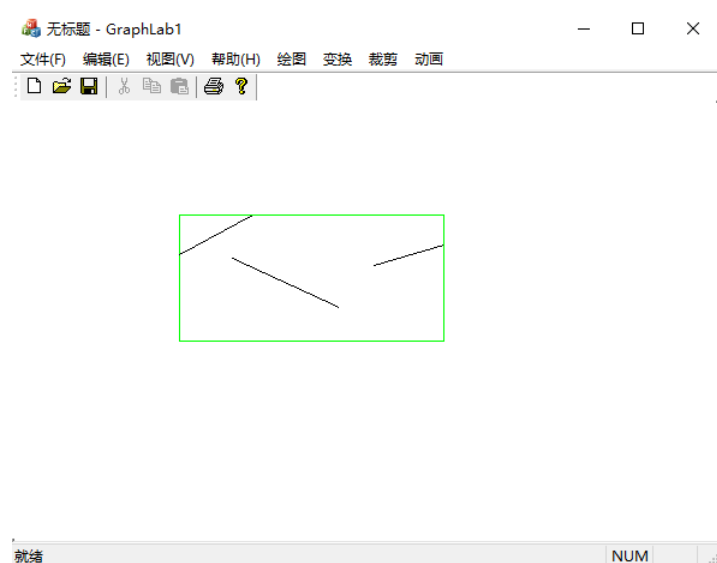 无标题 - GraphLab1
文件(F) 编辑(E) 视图(V) 帮助(H) 绘图 变换 裁剪 动画
就绪 NUM